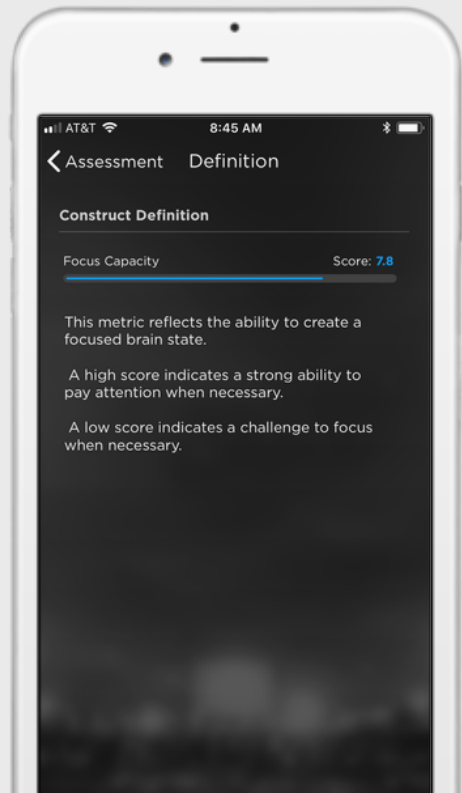 AT&T 8:45 AM
Assessment Definition
Construct Definition
Focus Capacity Score: 7.8
This metric reflects the ability to create a
focused brain state.
A high score indicates a strong ability to
pay attention when necessary.
A low score indicates a challenge to focus
when necessary.